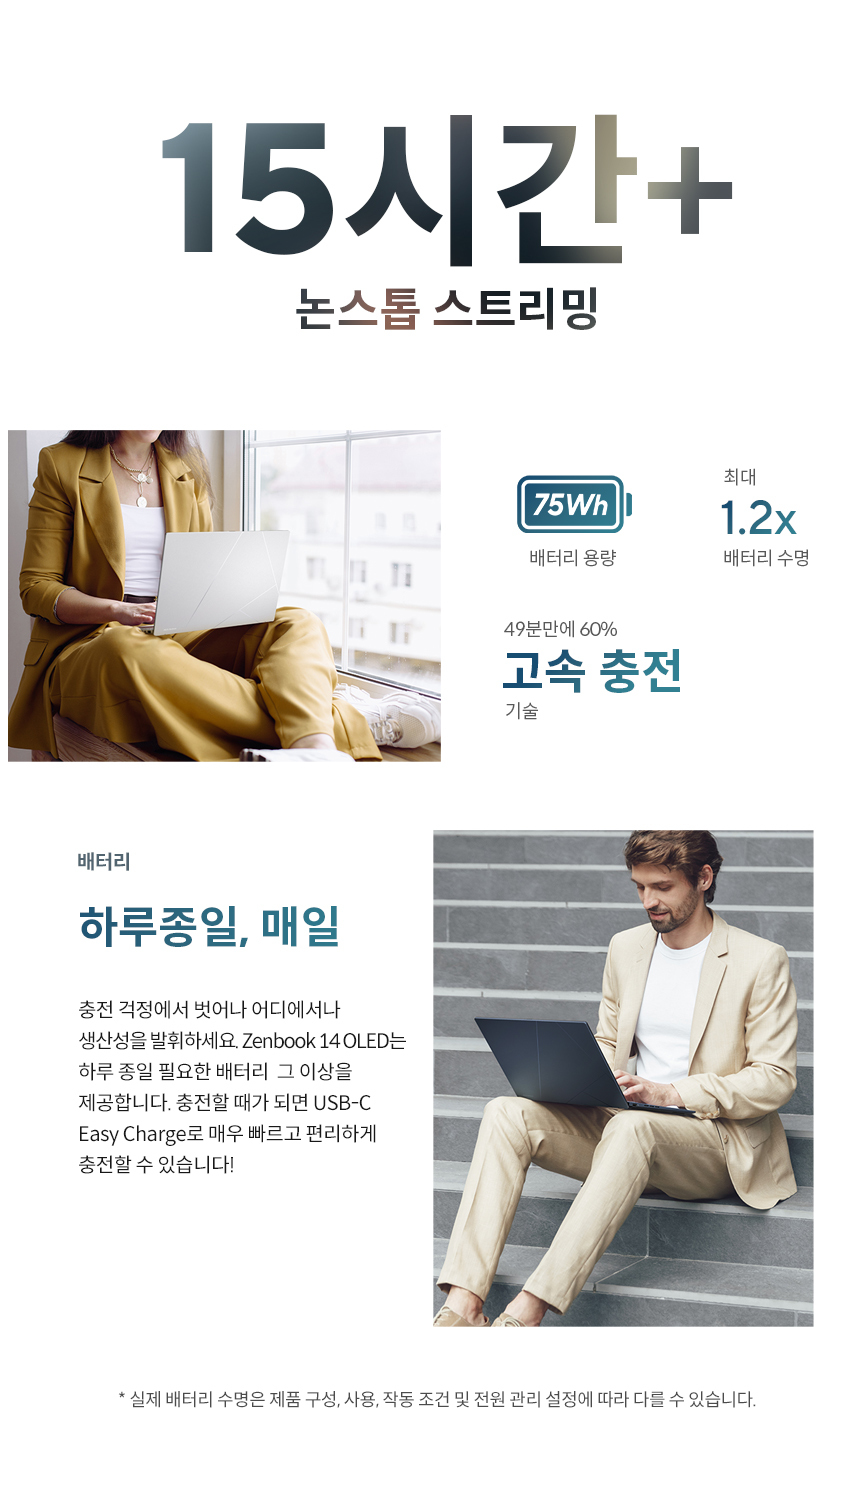 15시간+
논스톱 스트리밍
75Wh
배터리 용량
최대
1.2x
배터리 수명
49분만에 60%
고속 충전
기술
배터리
하루종일, 매일
충전 걱정에서 벗어나 어디에서나
생산성을 발휘하세요. Zenbook 14 OLED는
하루 종일 필요한 배터리 그 이상을
제공합니다. 충전할 때가 되면 USB-C
Easy Charge로 매우 빠르고 편리하게
충전할 수 있습니다!
* 실제 배터리 수명은 제품 구성, 사용, 작동 조건 및 전원 관리 설정에 따라 다를 수 있습니다.